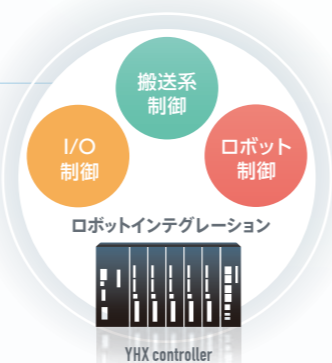 搬送系
制御
I/O
制御
ロボット
制御
ロボットインテグレーション
YHX controller